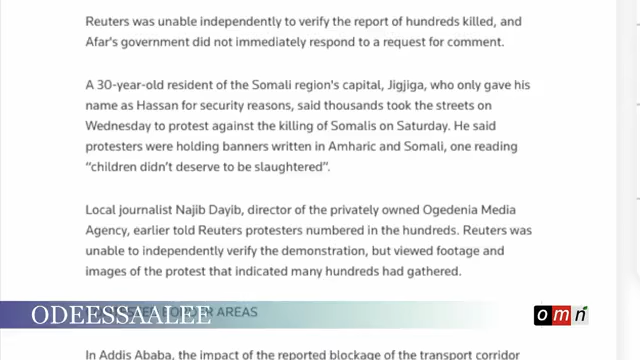 Reuters was unable independently to verify the report of hundreds killed, and
Afar's government did not immediately respond to a request for comment.
A 30-year-old resident of the Somali region's capital, Jigjiga, who only gave his
name as Hassan for security reasons, said thousands took the streets on
Wednesday to protest against the killing of Somalis on Saturday. He said
protesters were holding banners written in Amharic and Somali, one reading
“children didn’t deserve to be slaughtered”.
Local journalist Najib Dayib, director of the privately owned Ogedenia Media
Agency, earlier told Reuters protesters numbered in the hundreds. Reuters was
unable to independently verify the demonstration, but viewed footage and
images of the protest that indicated many hundreds had gathered.
BORDER AREAS
ODEESSAALEE
omn
In Addis Ababa, the impact of the reported blockage of the transport corridor